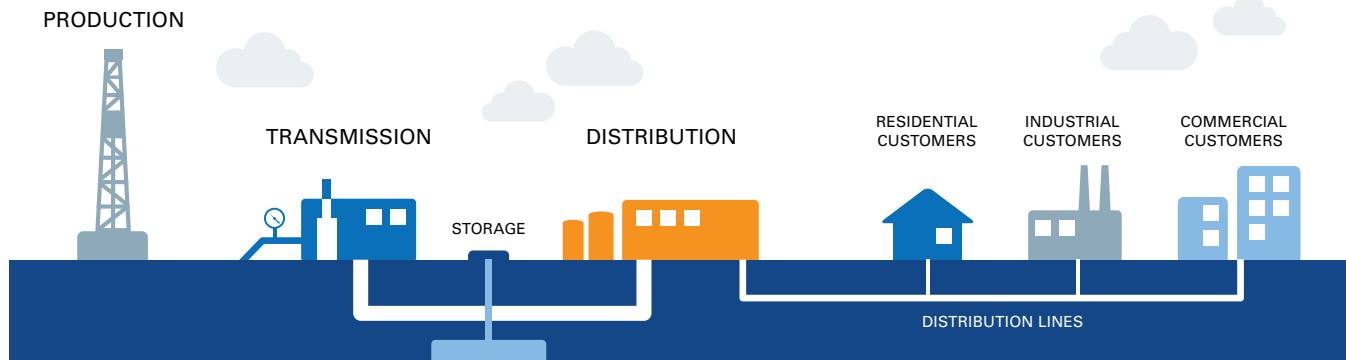 PRODUCTION
TRANSMISSION
STORAGE
DISTRIBUTION
RESIDENTIAL
CUSTOMERS
INDUSTRIAL
CUSTOMERS
COMMERCIAL
CUSTOMERS
DISTRIBUTION LINES